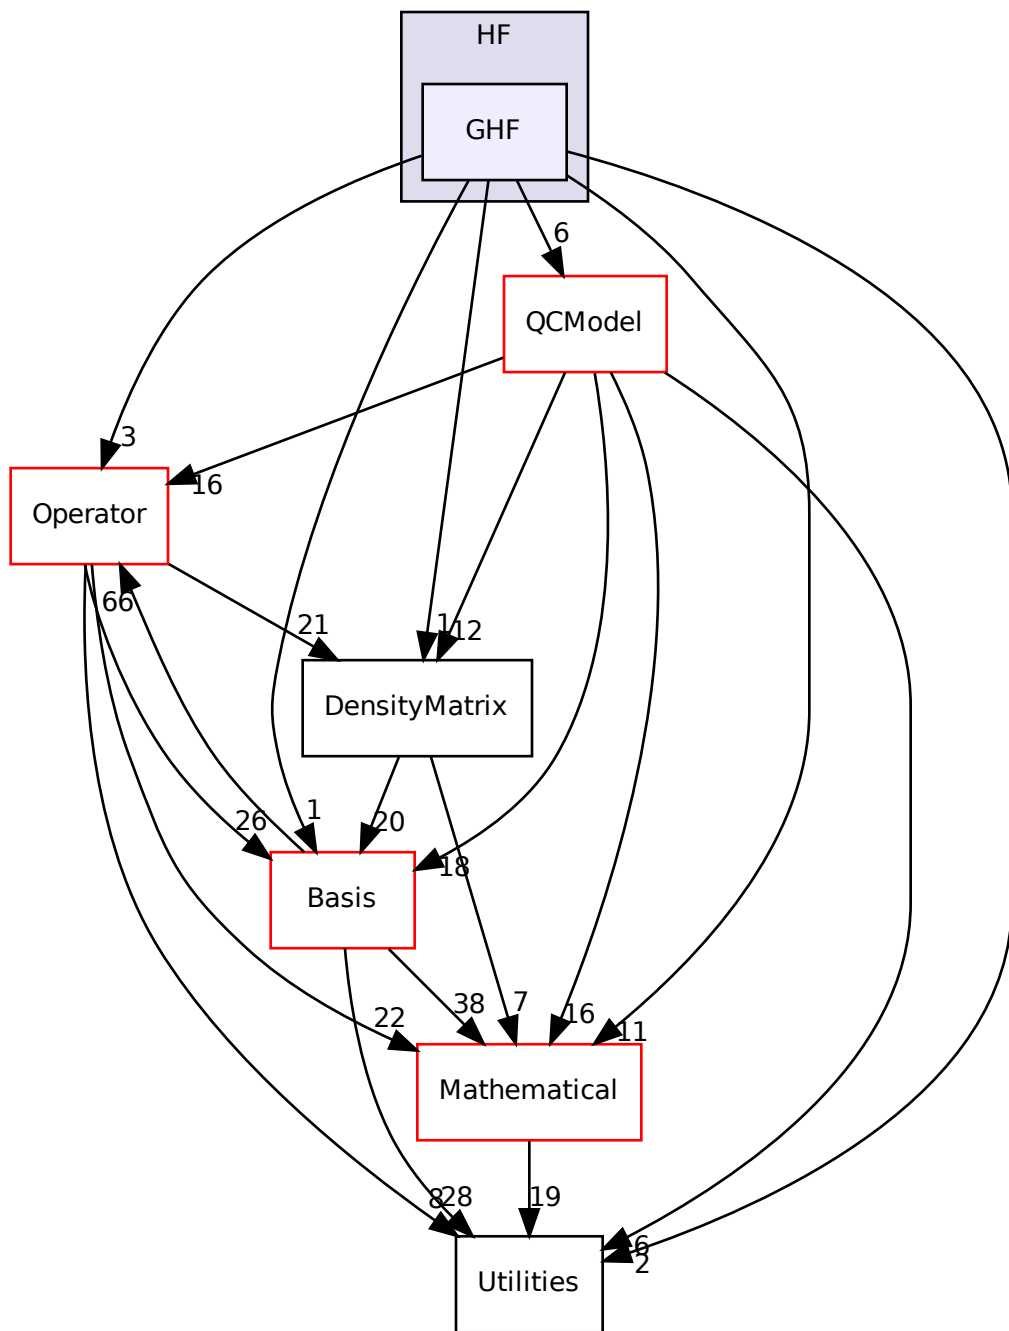 HF
GHF
6
QCModel
3
16
Operator
66
21
1
12
DensityMatrix
26
1
20
18
Basis
22
38
7
16
11
Mathematical
8
28
19
6
2
Utilities